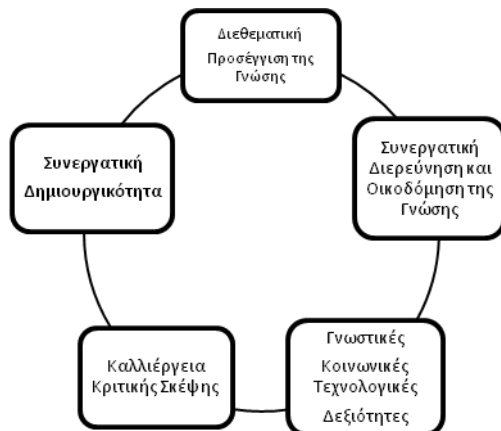 Διεθεματική
Προσέγγιση της
Γνώσης
Συνεργατική
Διερεύνηση και
Οικοδόμηση της
Γνώσης
Γνωστικές
Κοινωνικές
Τεχνολογικές
Δεξιότητες
Καλλιέργεια
Κριτικής Σκέψης
Συνεργατική
Δημιουργικότητα